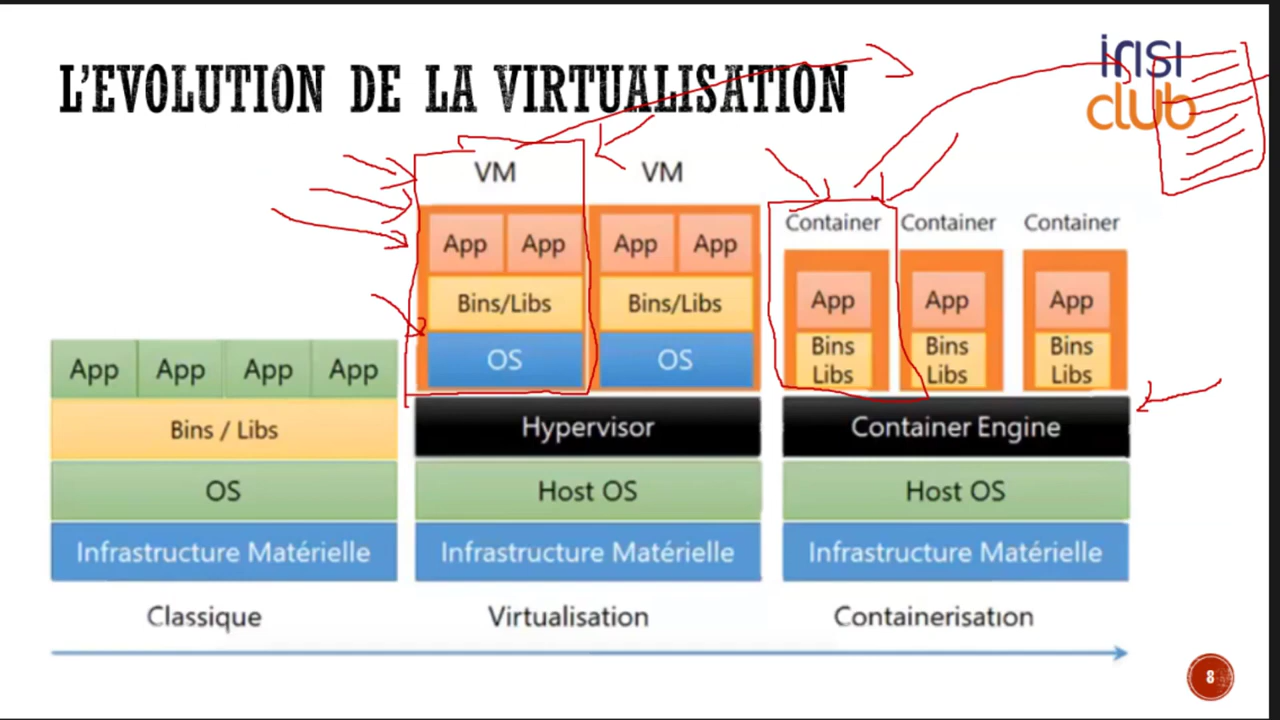 L'EVOLUTION DE LA VIRTUALISATION
irisi
club
VM VM
Container Container Container
App App App App
App App App
Bins/Libs Bins/Libs
Bins Libs Bins Libs Bins Libs
OS OS
App App App App
Bins / Libs
Hypervisor
Container Engine
OS
Host OS
Host OS
Infrastructure Matérielle
Infrastructure Matérielle
Infrastructure Matérielle
Classique
Virtualisation
Containerisation
8